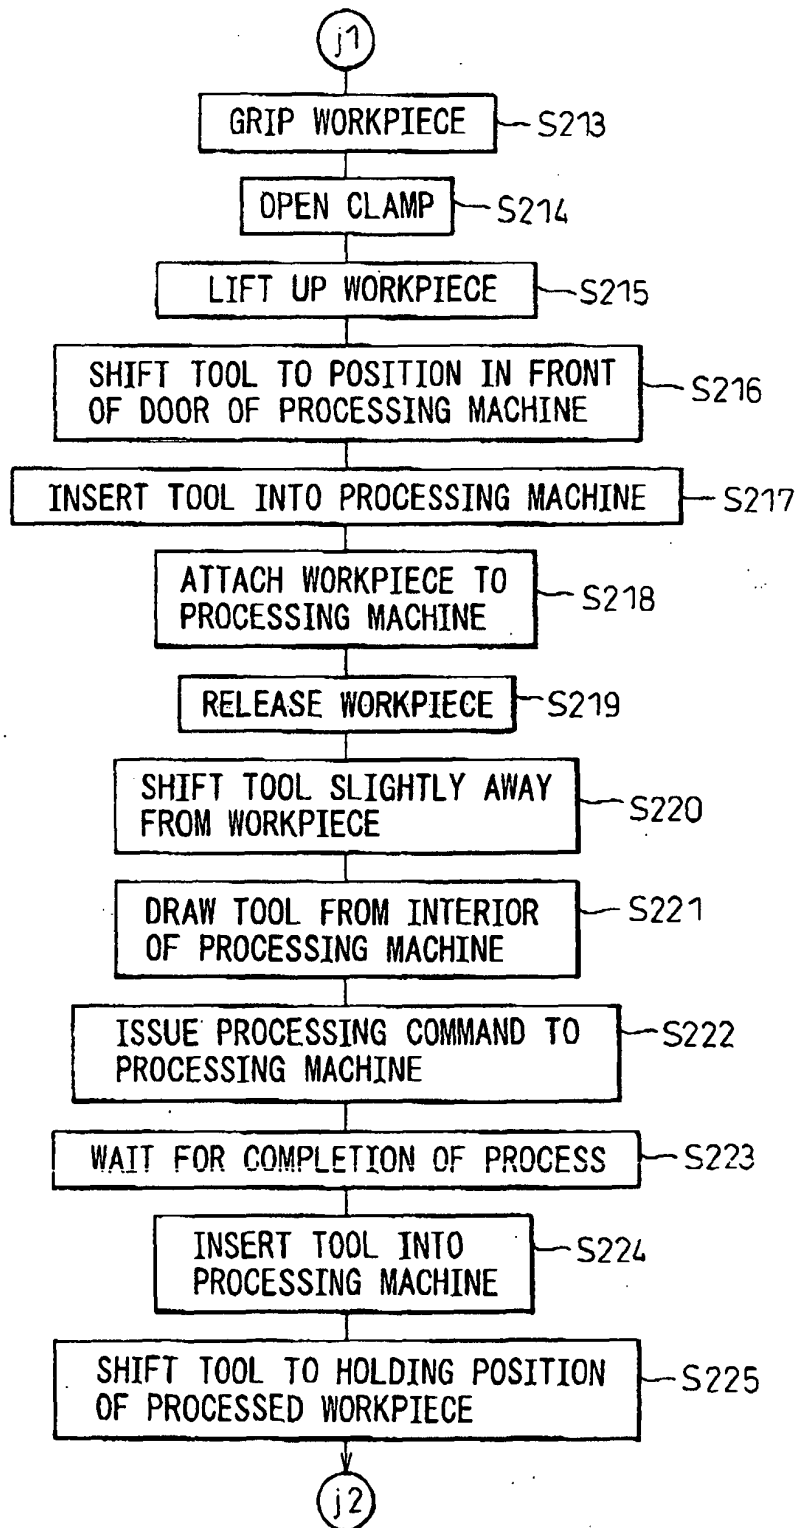 j1
GRIP WORKPIECE
S213
OPEN CLAMP
S214
LIFT UP WORKPIECE
S215
SHIFT TOOL TO POSITION IN FRONT
OF DOOR OF PROCESSING MACHINE
S216
INSERT TOOL INTO PROCESSING MACHINE
S217
ATTACH WORKPIECE TO
PROCESSING MACHINE
S218
RELEASE WORKPIECE
S219
SHIFT TOOL SLIGHTLY AWAY
FROM WORKPIECE
S220
DRAW TOOL FROM INTERIOR
OF PROCESSING MACHINE
S221
ISSUE PROCESSING COMMAND TO
PROCESSING MACHINE
S222
WAIT FOR COMPLETION OF PROCESS
S223
INSERT TOOL INTO
PROCESSING MACHINE
S224
SHIFT TOOL TO HOLDING POSITION
OF PROCESSED WORKPIECE
S225
j2